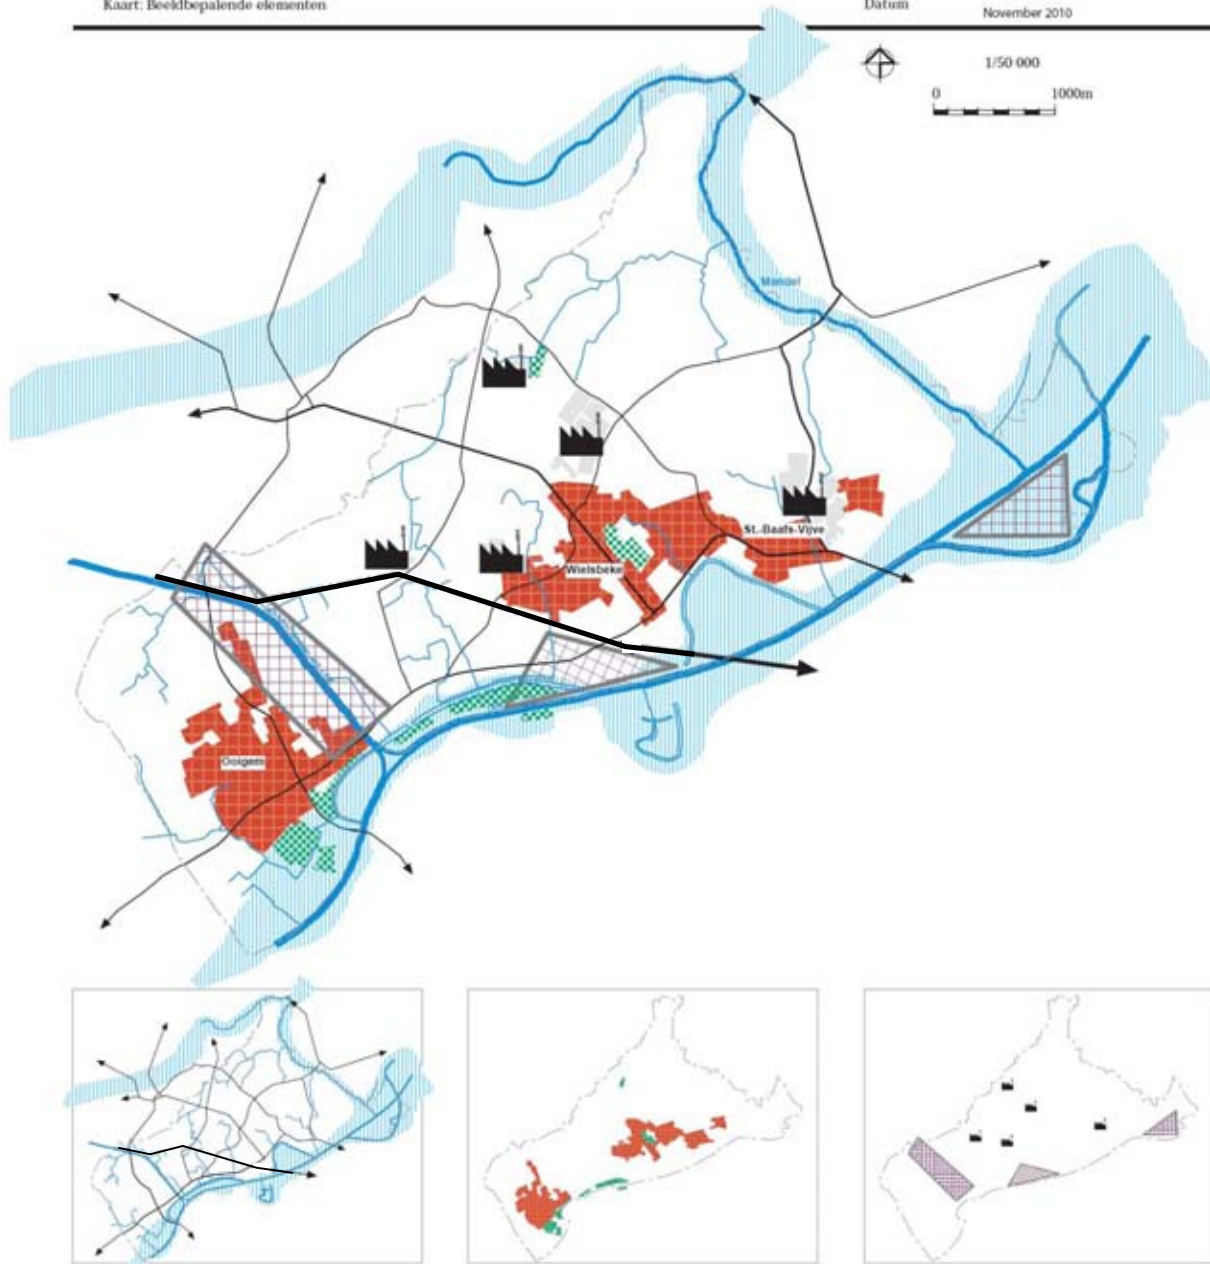 Kaart: Beeldbepalende elementen
Datum
November 2010
1/50 000
0 1000m
Mandel
St.-Baafs-Vijve
Wielsbeke
Ooigem